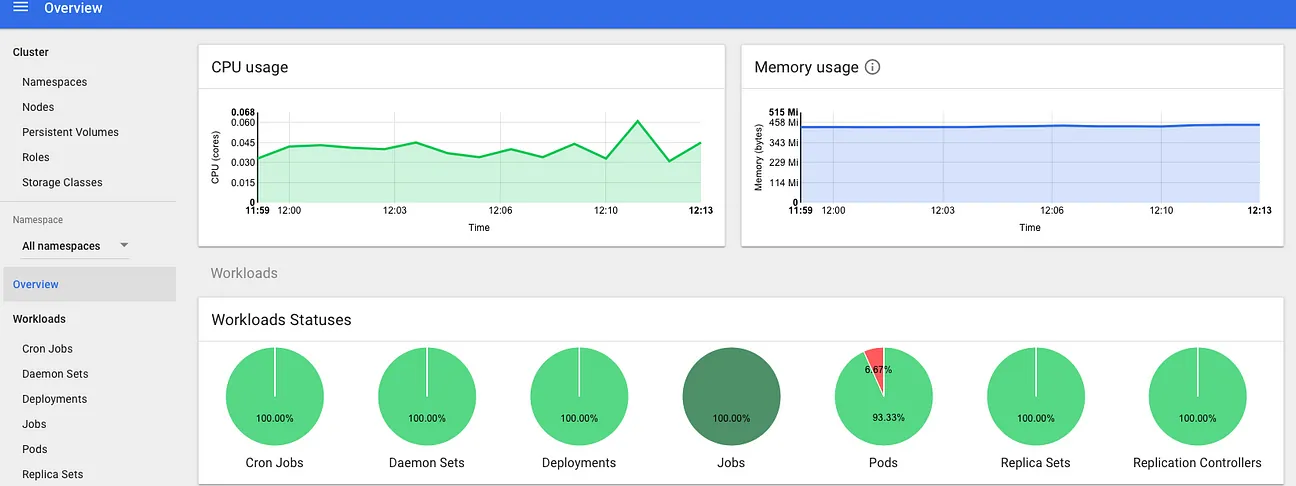 Overview
Cluster
Namespaces
Nodes
Persistent Volumes
Roles
Storage Classes
Namespace
All namespaces
Overview
Workloads
Cron Jobs
Daemon Sets
Deployments
Jobs
Pods
Replica Sets
CPU usage
CPU (cores)
0.068
0.060
0.045
0.030
0.015
0
11:59 12:00 12:03 12:06 12:10 12:13
Time
Memory usage
Memory (bytes)
515 Mi
458 Mi
343 Mi
229 Mi
114 Mi
0
11:59 12:00 12:03 12:06 12:10 12:13
Time
Workloads
Workloads Statuses
6.67%
100.00% 100.00% 100.00% 100.00% 93.33% 100.00% 100.00%
Cron Jobs Daemon Sets Deployments Jobs Pods Replica Sets Replication Controllers